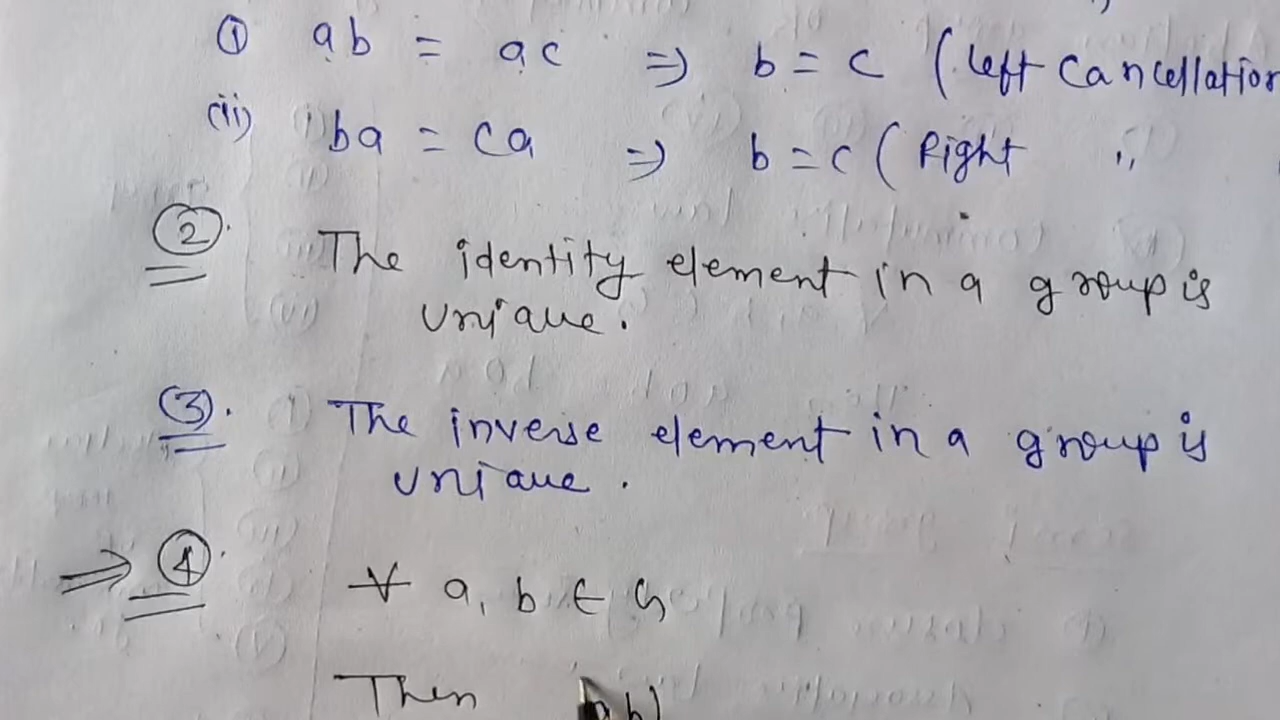 ① ab = ac ⇒ b = c (Left Cancellation
(ii) ba = ca ⇒ b = c (Right ,,
②. The identity element in a group is
unique.
(3). The inverse element in a group is
unique.
⇒ ④. ∀ a, b ∈ G
Then ab)